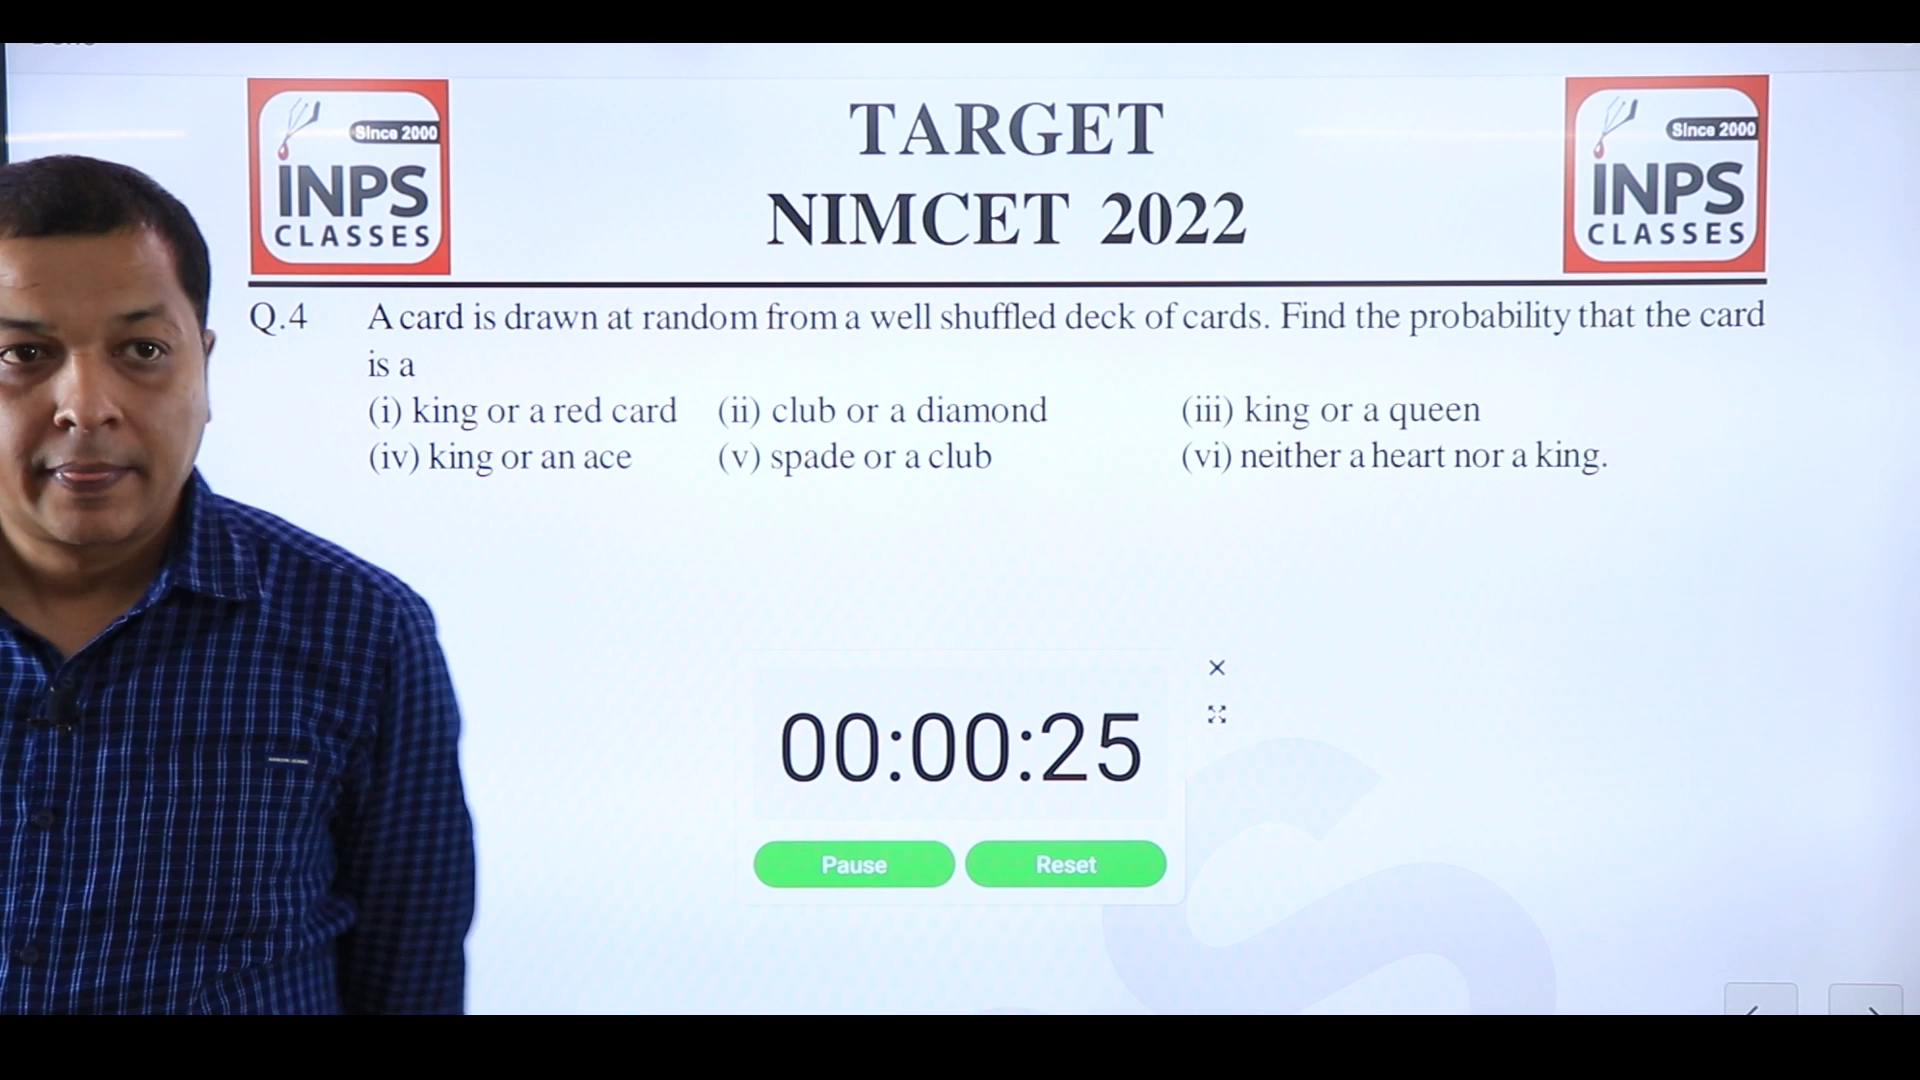 Since 2000
INPS
CLASSES
TARGET
NIMCET 2022
Since 2000
INPS
CLASSES
Q.4 A card is drawn at random from a well shuffled deck of cards. Find the probability that the card
is a
(i) king or a red card (ii) club or a diamond (iii) king or a queen
(iv) king or an ace (v) spade or a club (vi) neither a heart nor a king.
00:00:25
Pause Reset